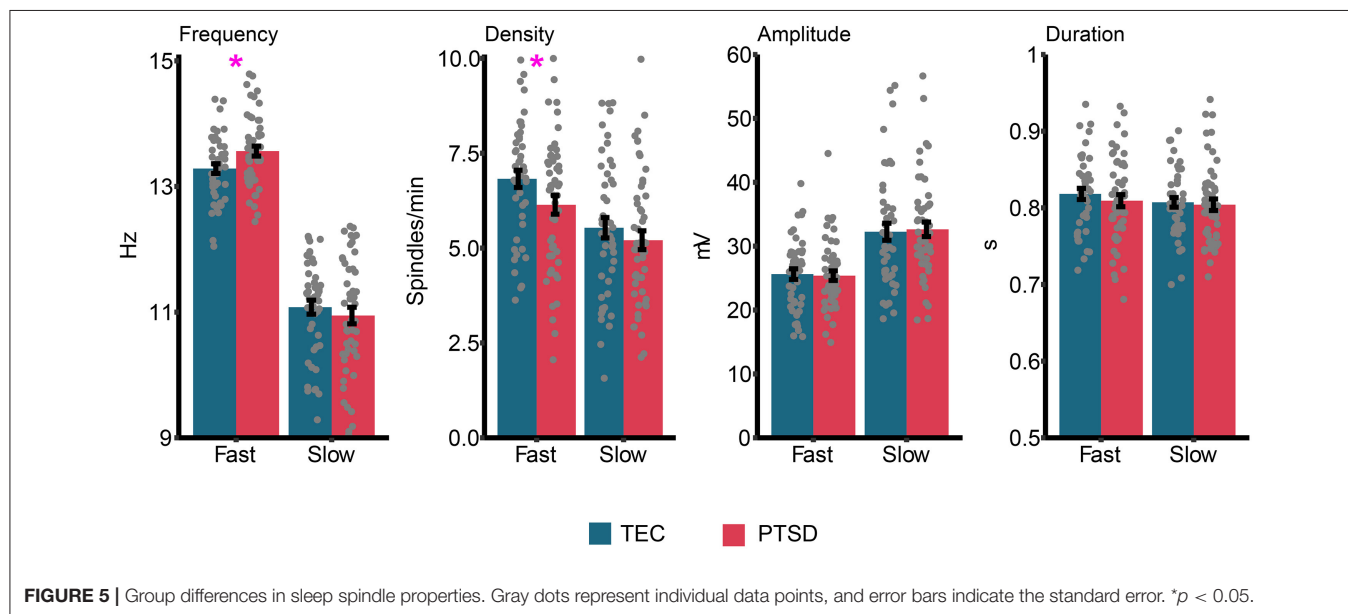 Frequency
Density
Amplitude
Duration
*
*
15
13
11
9
Hz
Fast Slow
10.0
7.5
5.0
2.5
0.0
Spindles/min
Fast Slow
60
50
40
30
20
10
0
mV
Fast Slow
1
0.9
0.8
0.7
0.6
0.5
s
Fast Slow
TEC PTSD
FIGURE 5 | Group differences in sleep spindle properties. Gray dots represent individual data points, and error bars indicate the standard error. *p < 0.05.